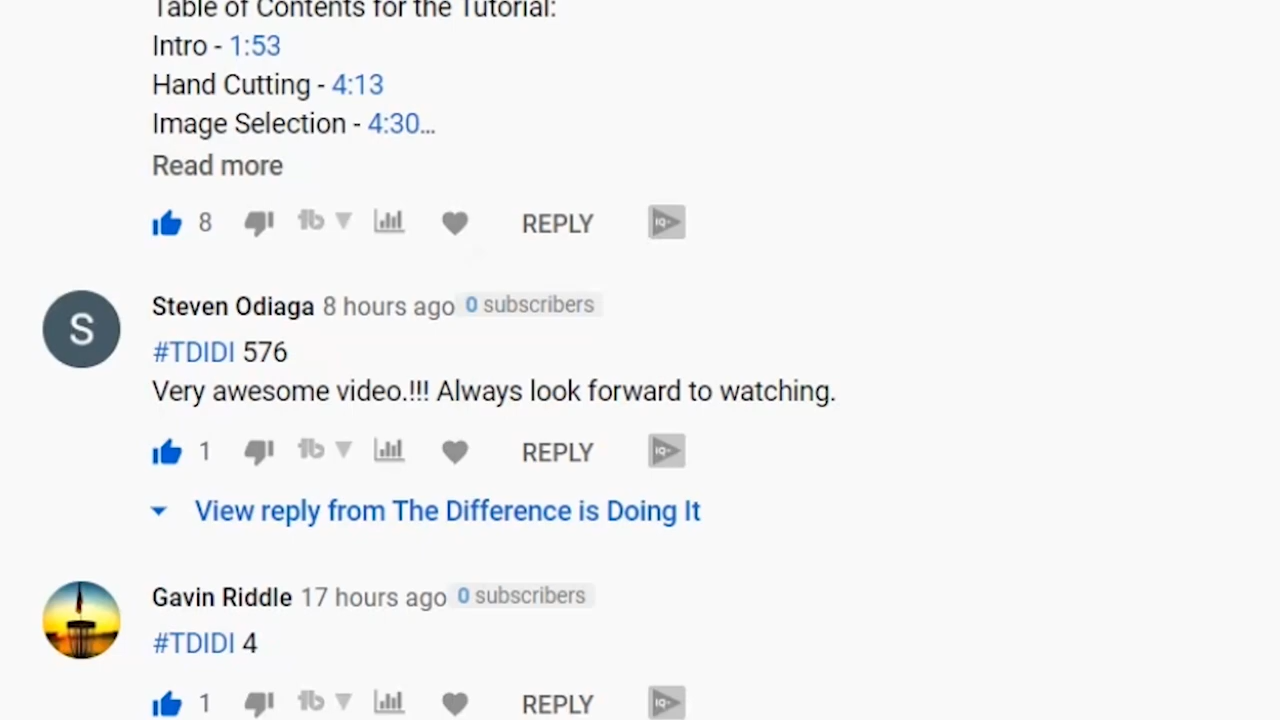 Table of Contents for the Tutorial:
Intro - 1:53
Hand Cutting - 4:13
Image Selection - 4:30…
Read more
8 REPLY
Steven Odiaga 8 hours ago 0 subscribers
S
#TDIDI 576
Very awesome video.!!! Always look forward to watching.
1 REPLY
View reply from The Difference is Doing It
Gavin Riddle 17 hours ago 0 subscribers
#TDIDI 4
1 REPLY